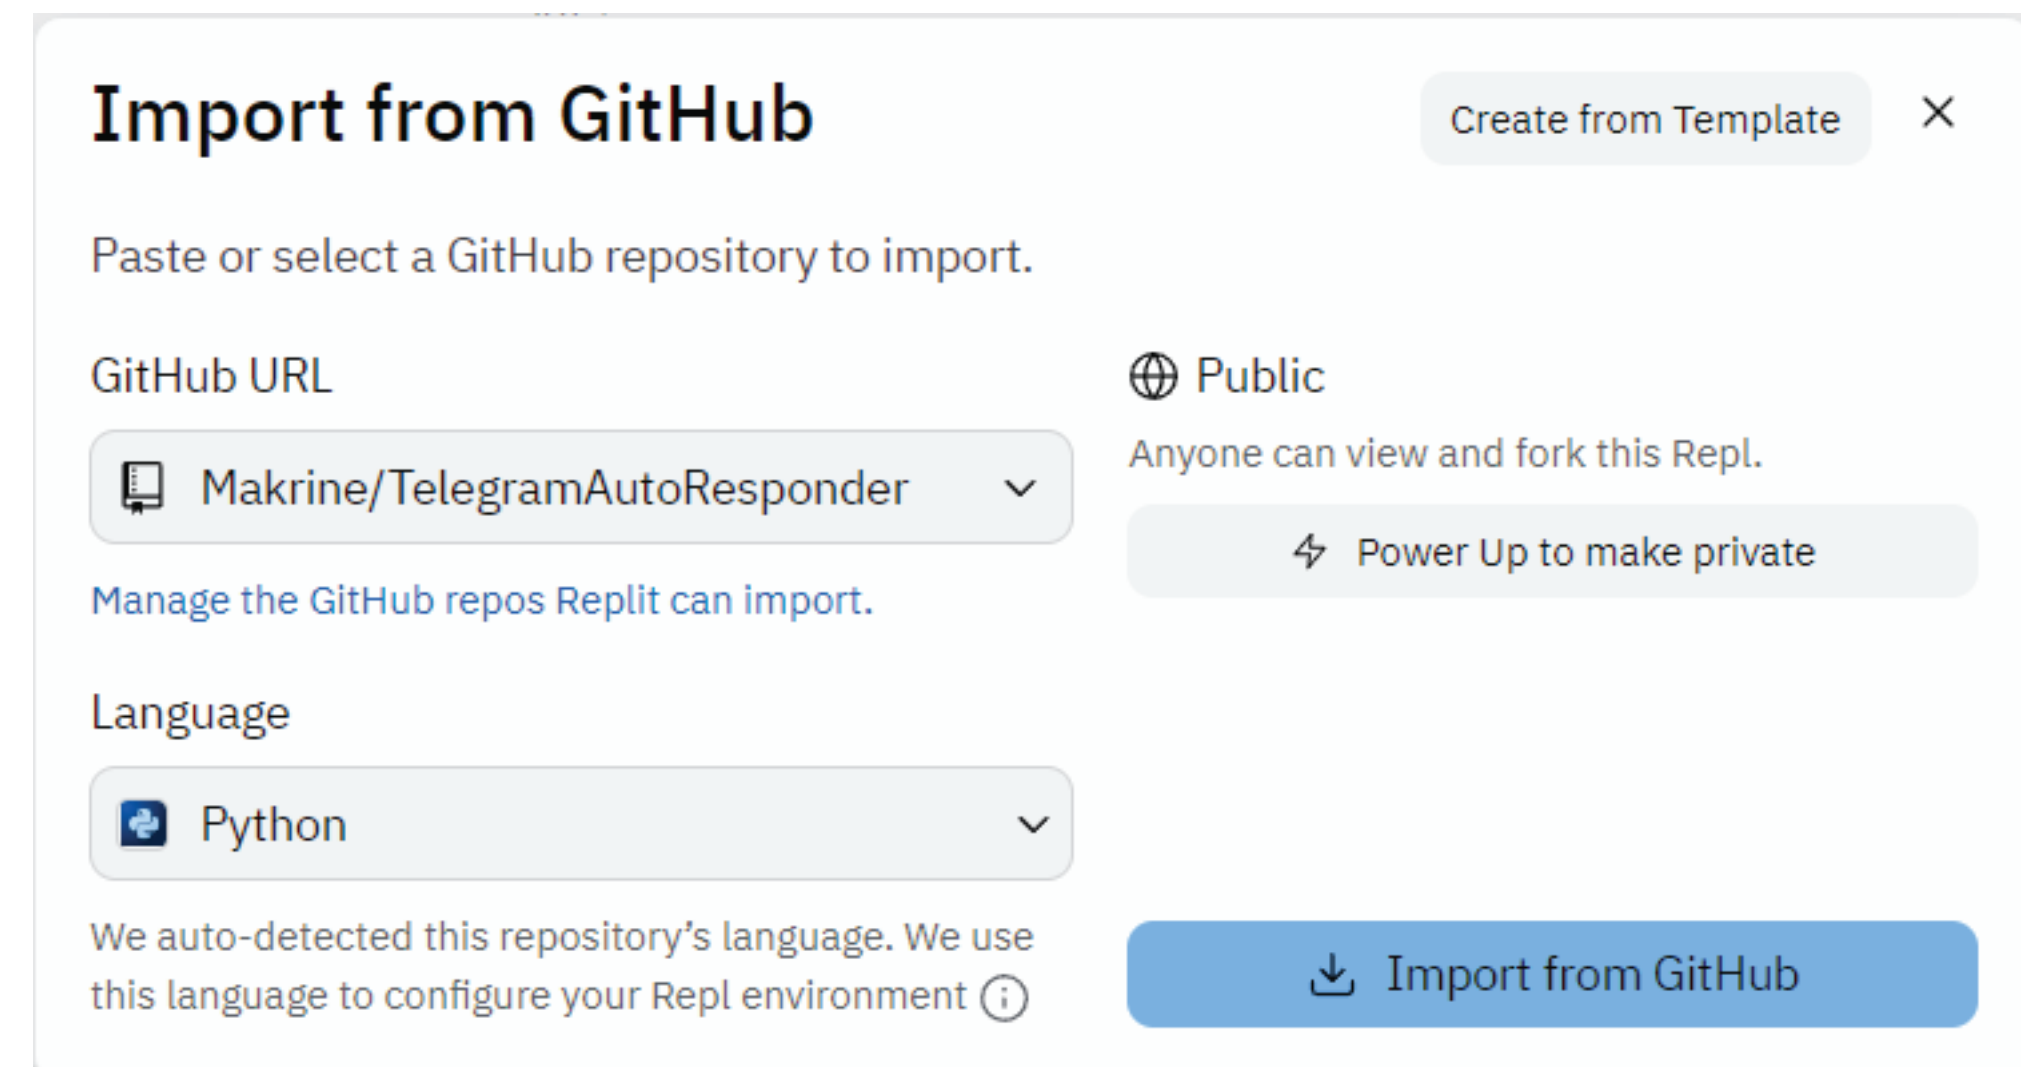 Import from GitHub
Create from Template
Paste or select a GitHub repository to import.
GitHub URL
Makrine/TelegramAutoResponder
Manage the GitHub repos Replit can import.
Language
Python
We auto-detected this repository’s language. We use
this language to configure your Repl environment
Public
Anyone can view and fork this Repl.
Power Up to make private
Import from GitHub